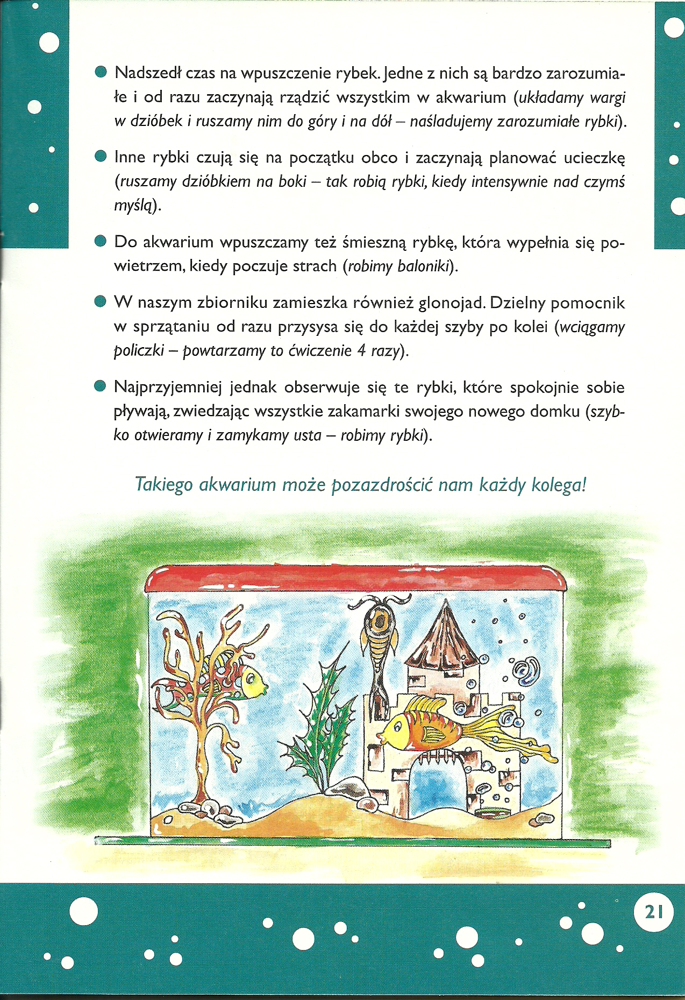 ● Nadszedł czas na wpuszczenie rybek. Jedne z nich są bardzo zarozumia-
łe i od razu zaczynają rządzić wszystkim w akwarium (układamy wargi
w dzióbek i ruszamy nim do góry i na dół – naśladujemy zarozumiałe rybki).
● Inne rybki czują się na początku obco i zaczynają planować ucieczkę
(ruszamy dzióbkiem na boki – tak robią rybki, kiedy intensywnie nad czymś
myślą).
● Do akwarium wpuszczamy też śmieszną rybkę, która wypełnia się po-
wietrzem, kiedy poczuje strach (robimy baloniki).
● W naszym zbiorniku zamieszka również glonojad. Dzielny pomocnik
w sprzątaniu od razu przysysa się do każdej szyby po kolei (wciągamy
policzki – powtarzamy to ćwiczenie 4 razy).
● Najprzyjemniej jednak obserwuje się te rybki, które spokojnie sobie
pływają, zwiedzając wszystkie zakamarki swojego nowego domku (szyb-
ko otwieramy i zamykamy usta – robimy rybki).
Takiego akwarium może pozazdrościć nam każdy kolega!
21